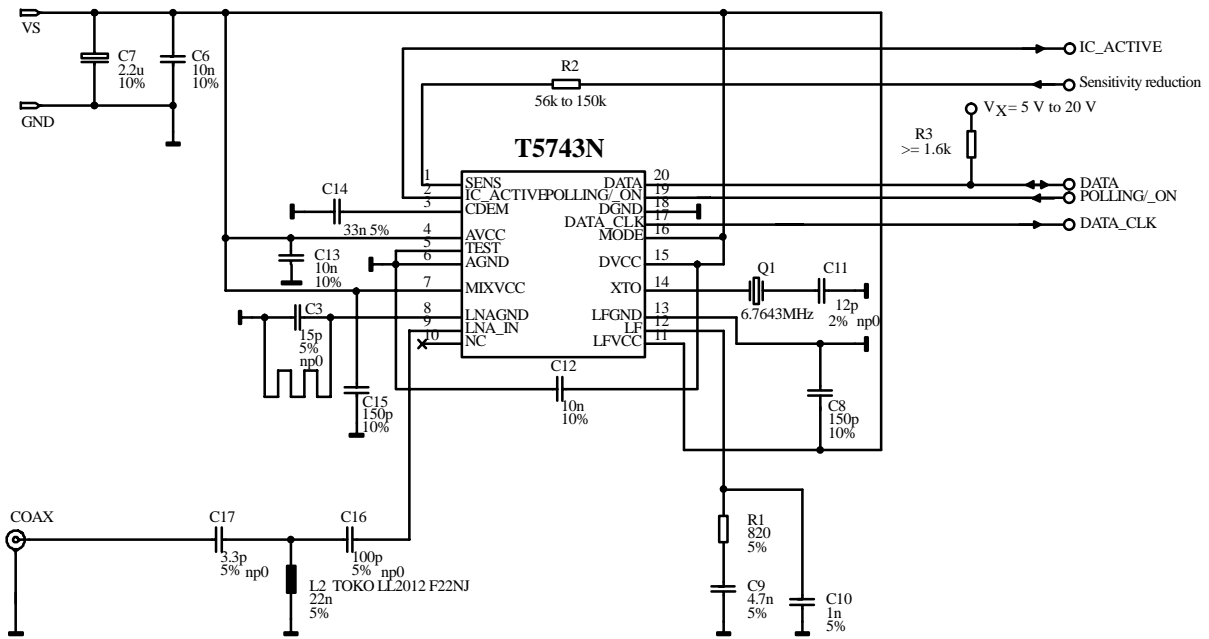 VS
C7
2.2u
10%
C6
10n
10%
GND
IC_ACTIVE
R2
56k to 150k
Sensitivity reduction
VX= 5 V to 20 V
R3
>= 1.6k
T5743N
1
2
3
4
5
6
7
8
9
10
SENS
IC_ACTIVE
CDEM
AVCC
TEST
AGND
MIXVCC
LNAGND
LNA_IN
NC
DATA
POLLING/_ON
DGND
DATA_CLK
MODE
DVCC
XTO
LFGND
LF
LFVCC
20
19
18
17
16
15
14
13
12
11
DATA
POLLING/_ON
DATA_CLK
C14
33n 5%
C13
10n
10%
C3
15p
5%
np0
C15
150p
10%
C12
10n
10%
Q1
6.7643MHz
C11
12p
2% np0
C8
150p
10%
COAX
C17
3.3p
5% np0
C16
100p
5% np0
L2 TOKO LL2012 F22NJ
22n
5%
R1
820
5%
C9
4.7n
5%
C10
1n
5%